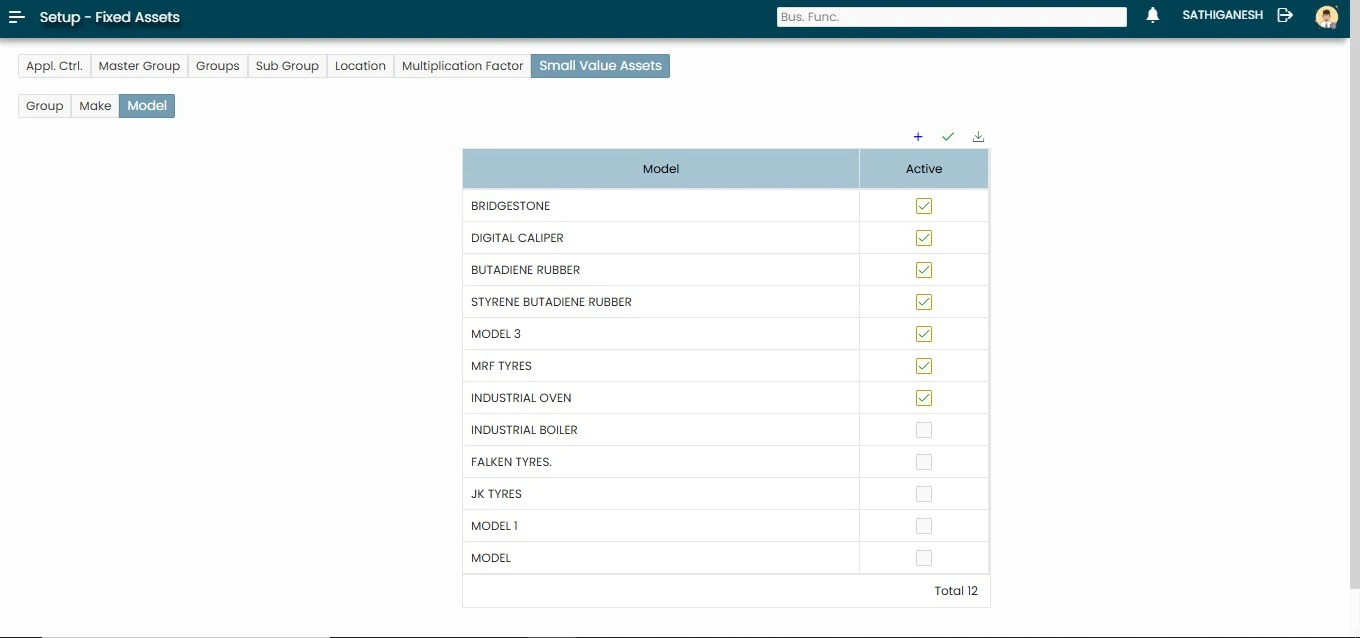 Setup - Fixed Assets
Bus. Func.
SATHIGANESH
Appl. Ctrl. Master Group Groups Sub Group Location Multiplication Factor Small Value Assets
Group Make Model
Model Active
BRIDGESTONE
DIGITAL CALIPER
BUTADIENE RUBBER
STYRENE BUTADIENE RUBBER
MODEL 3
MRF TYRES
INDUSTRIAL OVEN
INDUSTRIAL BOILER
FALKEN TYRES.
JK TYRES
MODEL 1
MODEL
Total 12